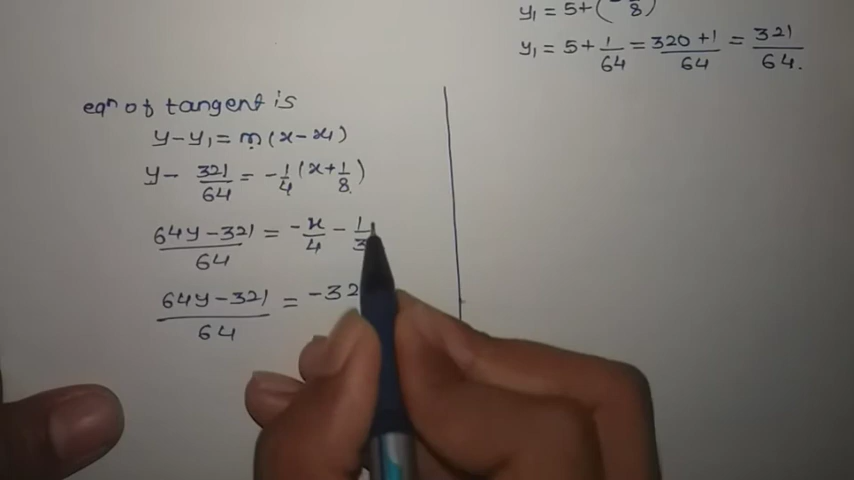 y₁ = 5 + (-1/8)
y₁ = 5 + 1/64 = 320 + 1/64 = 321/64.
eqⁿ of tangent is
y - y₁ = m (x - x₁)
y - 321/64 = -1/4 (x + 1/8)
64y - 321/64 = -x/4 - 1/3
64y - 321/64 = -32